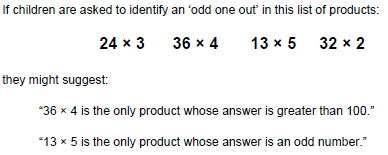 If children are asked to identify an 'odd one out' in this list of products:
24 × 3 36 × 4 13 × 5 32 × 2
they might suggest:
"36 × 4 is the only product whose answer is greater than 100."
"13 × 5 is the only product whose answer is an odd number."